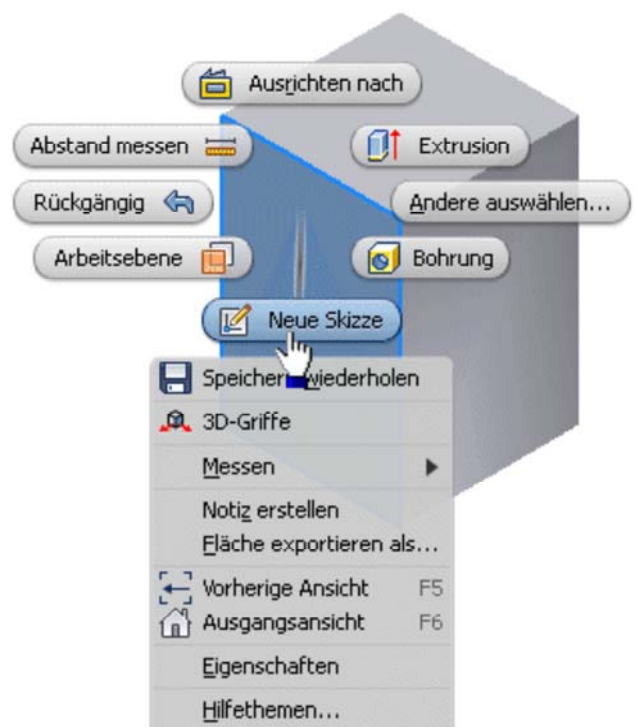 Ausrichten nach
Abstand messen
Extrusion
Rückgängig
Andere auswählen...
Arbeitsebene
Bohrung
Neue Skizze
Speichern wiederholen
3D-Griffe
Messen
Notiz erstellen
Fläche exportieren als...
Vorherige Ansicht F5
Ausgangsansicht F6
Eigenschaften
Hilfethemen...